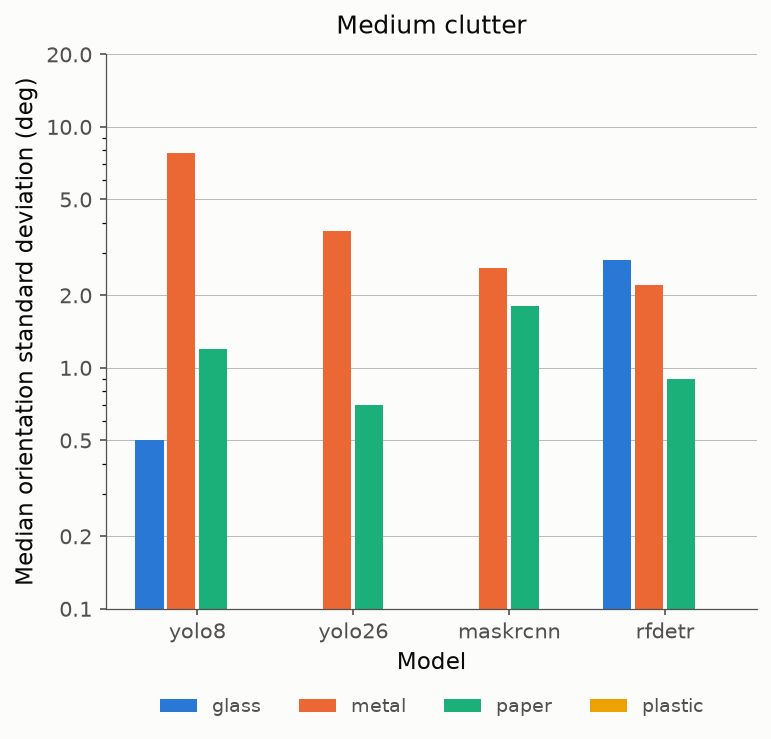 Medium clutter
Median orientation standard deviation (deg)
20.0
10.0
5.0
2.0
1.0
0.5
0.2
0.1
yolo8 yolo26 maskrcnn rfdetr
Model
glass metal paper plastic